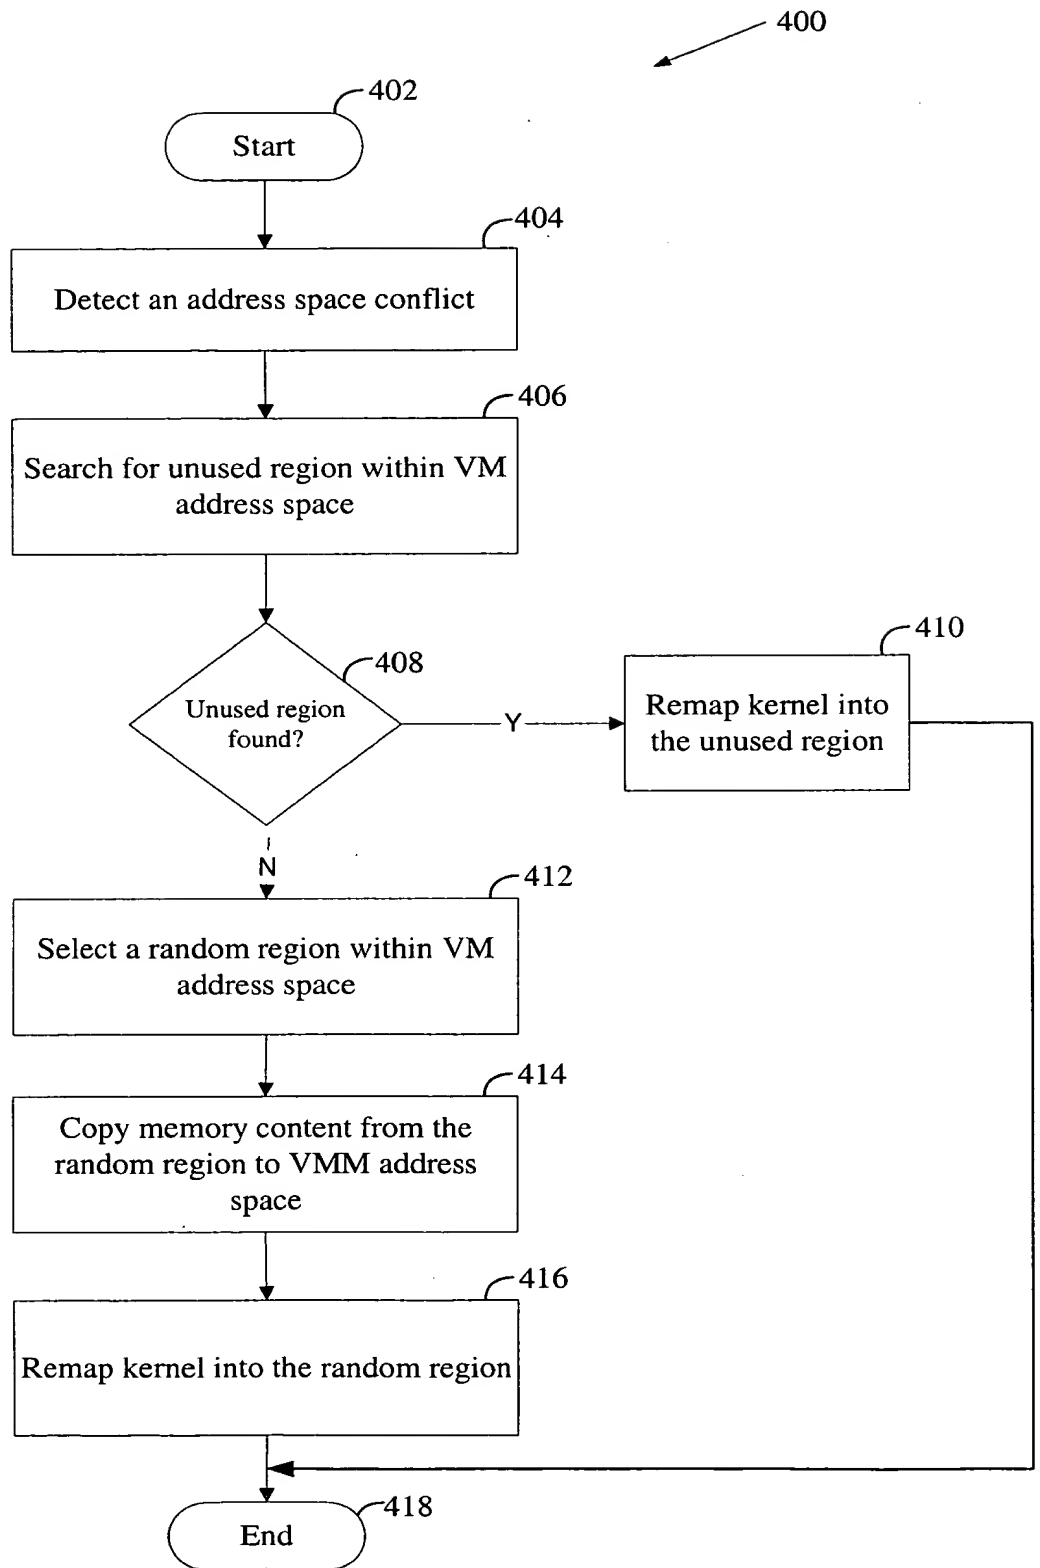 400
402
Start
404
Detect an address space conflict
406
Search for unused region within VM
address space
408
Unused region
found?
Y
410
Remap kernel into
the unused region
N
412
Select a random region within VM
address space
414
Copy memory content from the
random region to VMM address
space
416
Remap kernel into the random region
418
End